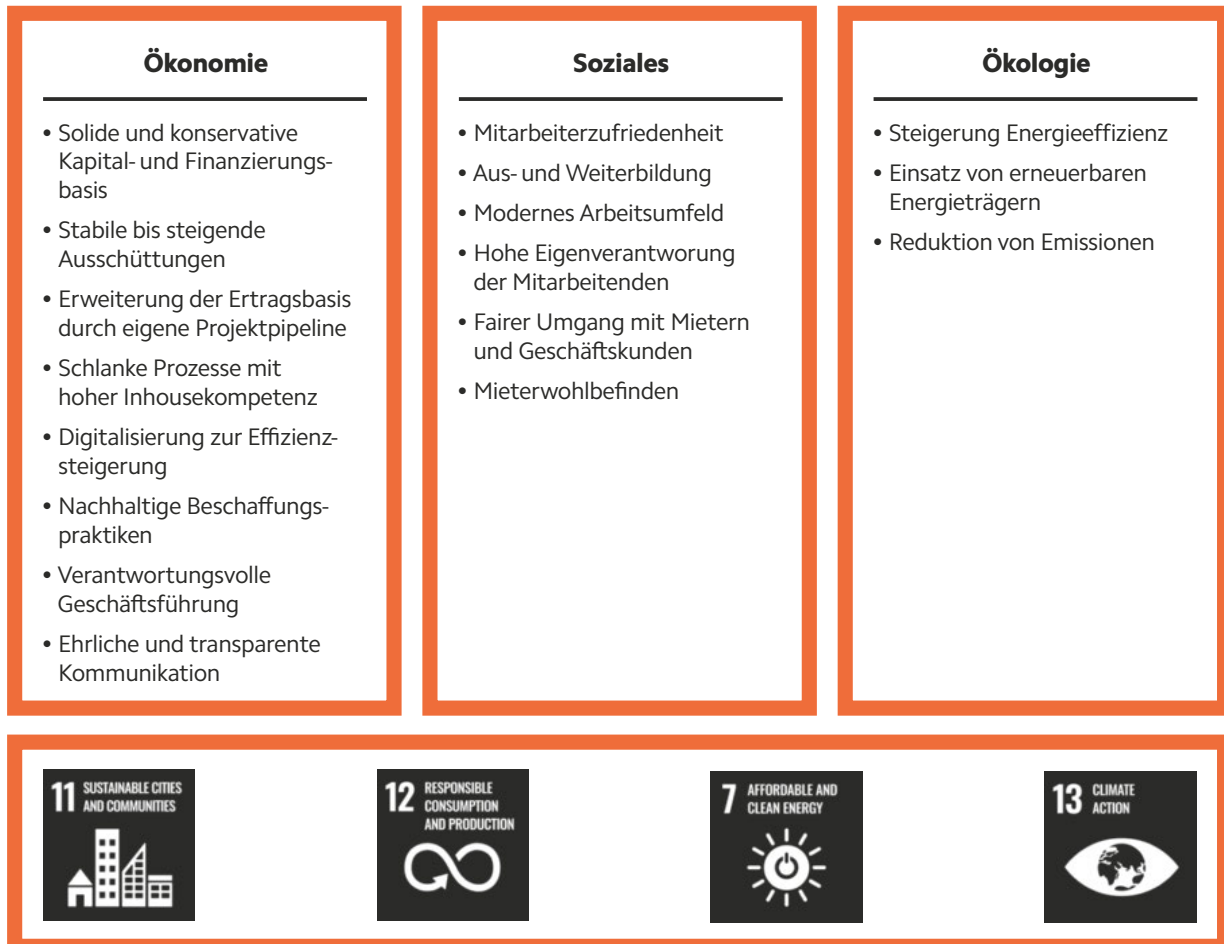 Ökonomie
• Solide und konservative
Kapital- und Finanzierungs-
basis
• Stabile bis steigende
Ausschüttungen
• Erweiterung der Ertragsbasis
durch eigene Projektpipeline
• Schlanke Prozesse mit
hoher Inhousekompetenz
• Digitalisierung zur Effizienz-
steigerung
• Nachhaltige Beschaffungs-
praktiken
• Verantwortungsvolle
Geschäftsführung
• Ehrliche und transparente
Kommunikation
Soziales
• Mitarbeiterzufriedenheit
• Aus- und Weiterbildung
• Modernes Arbeitsumfeld
• Hohe Eigenverantworung
der Mitarbeitenden
• Fairer Umgang mit Mietern
und Geschäftskunden
• Mieterwohlbefinden
Ökologie
• Steigerung Energieeffizienz
• Einsatz von erneuerbaren
Energieträgern
• Reduktion von Emissionen
11 SUSTAINABLE CITIES
AND COMMUNITIES
12 RESPONSIBLE
CONSUMPTION
AND PRODUCTION
7 AFFORDABLE AND
CLEAN ENERGY
13 CLIMATE
ACTION